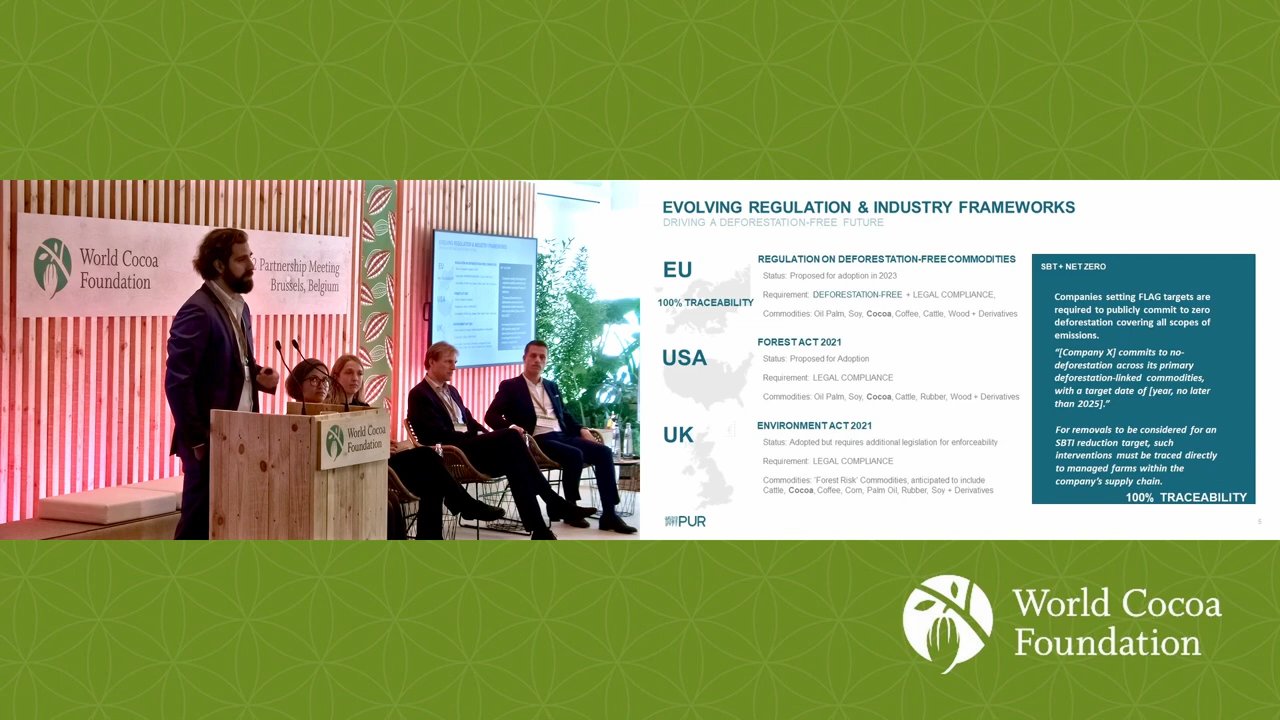 World Cocoa
Foundation
2 Partnership Meeting
Brussels, Belgium
World Cocoa
Foundation
EVOLVING REGULATION & INDUSTRY FRAMEWORKS
DRIVING A DEFORESTATION-FREE FUTURE
EU
100% TRACEABILITY
REGULATION ON DEFORESTATION-FREE COMMODITIES
Status: Proposed for adoption in 2023
Requirement: DEFORESTATION-FREE + LEGAL COMPLIANCE,
Commodities: Oil Palm, Soy, Cocoa, Coffee, Cattle, Wood + Derivatives
USA
FOREST ACT 2021
Status: Proposed for Adoption
Requirement: LEGAL COMPLIANCE
Commodities: Oil Palm, Soy, Cocoa, Cattle, Rubber, Wood + Derivatives
UK
ENVIRONMENT ACT 2021
Status: Adopted but requires additional legislation for enforceability
Requirement: LEGAL COMPLIANCE
Commodities: 'Forest Risk' Commodities, anticipated to include
Cattle, Cocoa, Coffee, Corn, Palm Oil, Rubber, Soy + Derivatives
SBT + NET ZERO
Companies setting FLAG targets are
required to publicly commit to zero
deforestation covering all scopes of
emissions.
"[Company X] commits to no-
deforestation across its primary
deforestation-linked commodities,
with a target date of [year, no later
than 2025]."
For removals to be considered for an
SBTI reduction target, such
interventions must be traced directly
to managed farms within the
company's supply chain.
100% TRACEABILITY
PUR
6
World Cocoa
Foundation